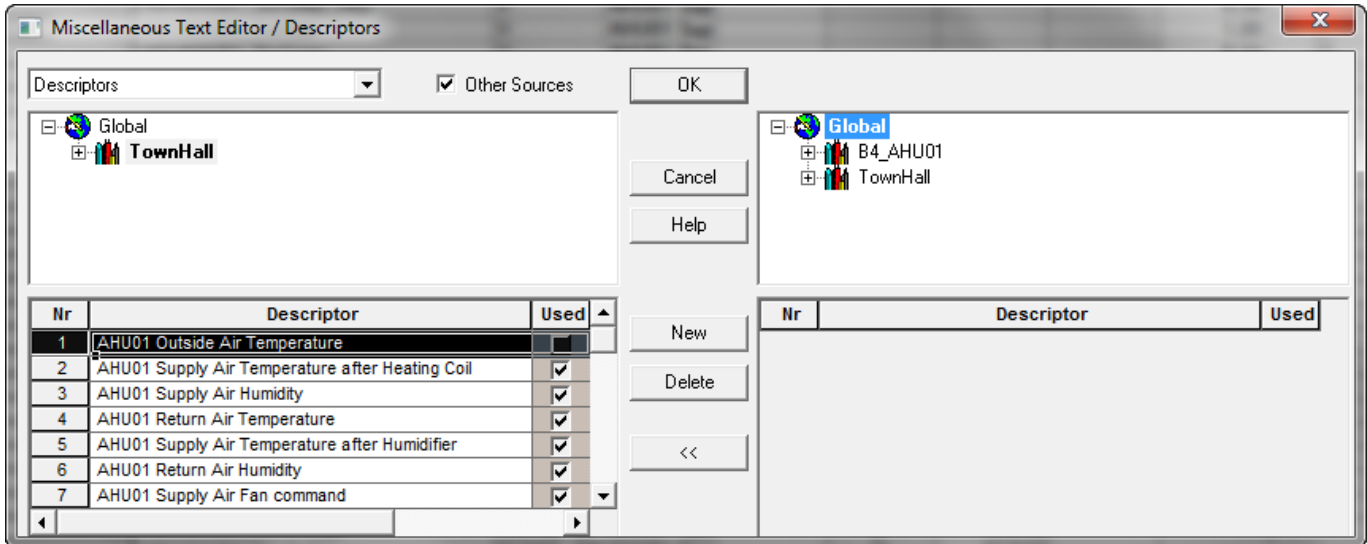 Miscellaneous Text Editor / Descriptors
X
Descriptors
Other Sources
OK
Global
TownHall
Cancel
Help
Global
B4_AHU01
TownHall
Nr Descriptor Used
1 AHU01 Outside Air Temperature
2 AHU01 Supply Air Temperature after Heating Coil
3 AHU01 Supply Air Humidity
4 AHU01 Return Air Temperature
5 AHU01 Supply Air Temperature after Humidifier
6 AHU01 Return Air Humidity
7 AHU01 Supply Air Fan command
New
Delete
<<
Nr Descriptor Used